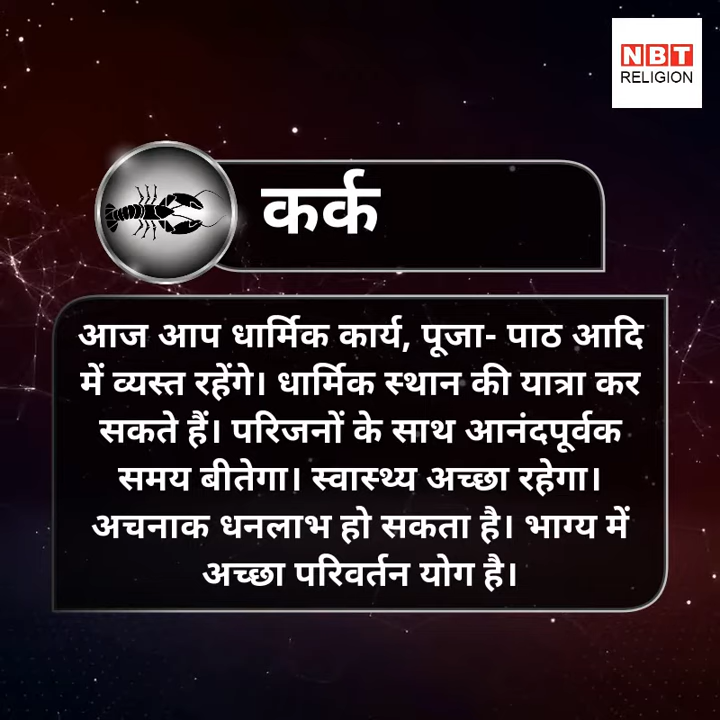 NBT
RELIGION
कर्क
आज आप धार्मिक कार्य, पूजा- पाठ आदि
में व्यस्त रहेंगे। धार्मिक स्थान की यात्रा कर
सकते हैं। परिजनों के साथ आनंदपूर्वक
समय बीतेगा। स्वास्थ्य अच्छा रहेगा।
अचनाक धनलाभ हो सकता है। भाग्य में
अच्छा परिवर्तन योग है।